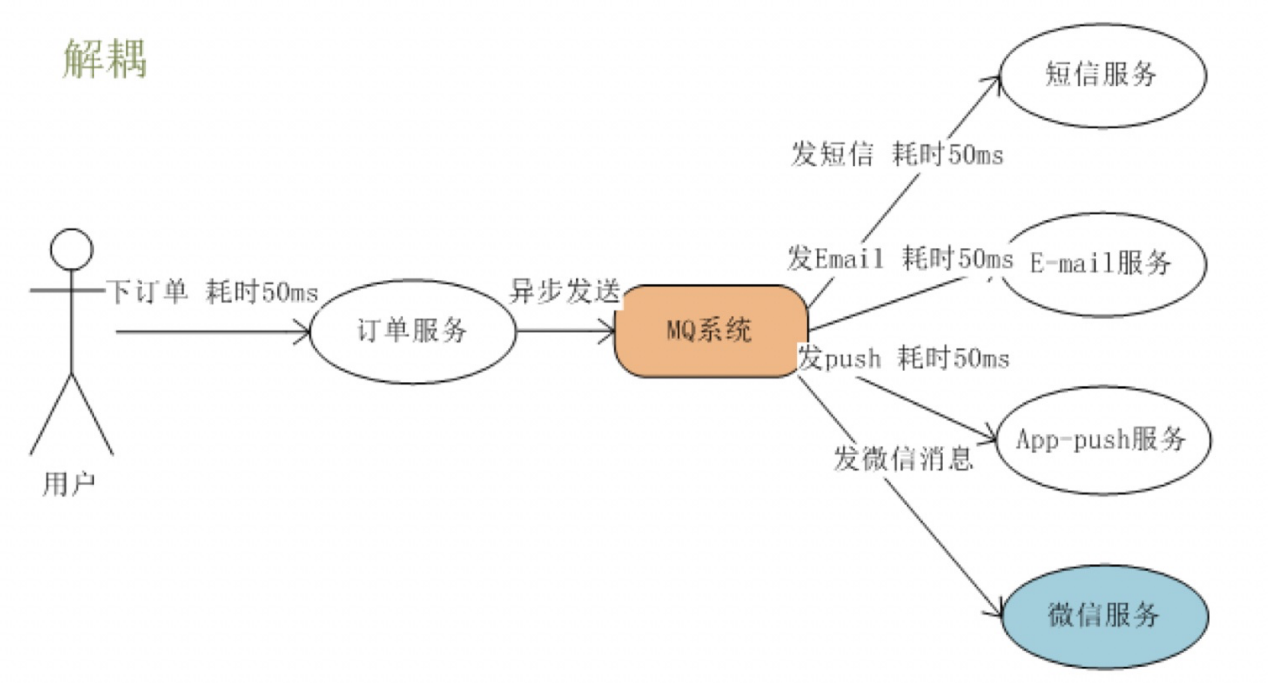 解耦
短信服务
发短信 耗时50ms
发Email 耗时50ms
E-mail服务
下订单 耗时50ms
异步发送
订单服务
MQ系统
发push 耗时50ms
App-push服务
发微信消息
用户
微信服务